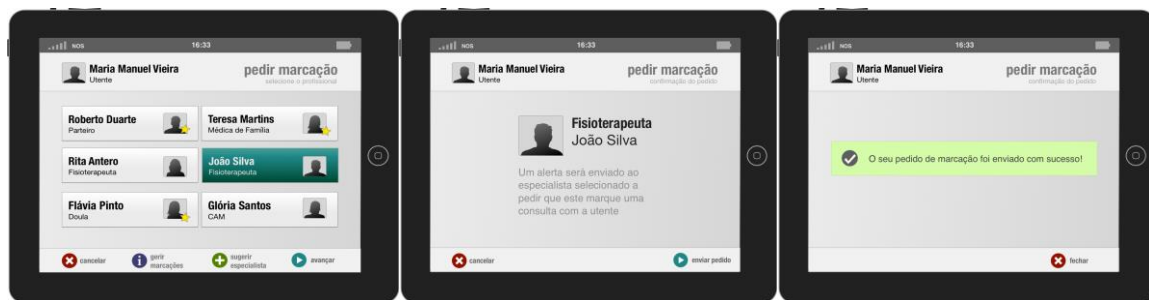 NOS
16:33
Maria Manuel Vieira
Utente
pedir marcação
selecione o profissional
Roberto Duarte
Parteiro
Teresa Martins
Médica de Família
Rita Antero
Fisioterapeuta
João Silva
Fisioterapeuta
Flávia Pinto
Doula
Glória Santos
CAM
cancelar
gerir
marcações
sugerir
especialista
avançar
NOS
16:33
Maria Manuel Vieira
Utente
pedir marcação
confirmação do pedido
Fisioterapeuta
João Silva
Um alerta será enviado ao
especialista selecionado a
pedir que este marque uma
consulta com a utente
cancelar
enviar pedido
NOS
16:33
Maria Manuel Vieira
Utente
pedir marcação
confirmação do pedido
O seu pedido de marcação foi enviado com sucesso!
fechar